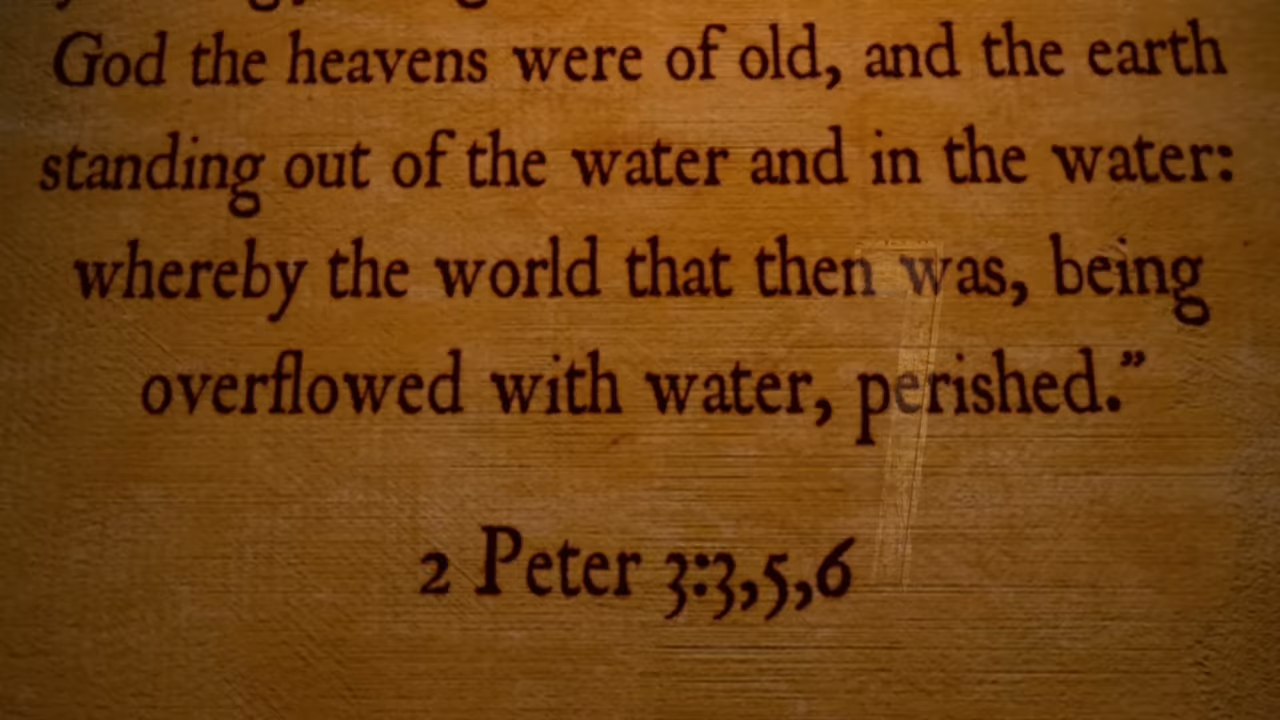 God the heavens were of old, and the earth
standing out of the water and in the water:
whereby the world that then was, being
overflowed with water, perished.”
2 Peter 3:3,5,6